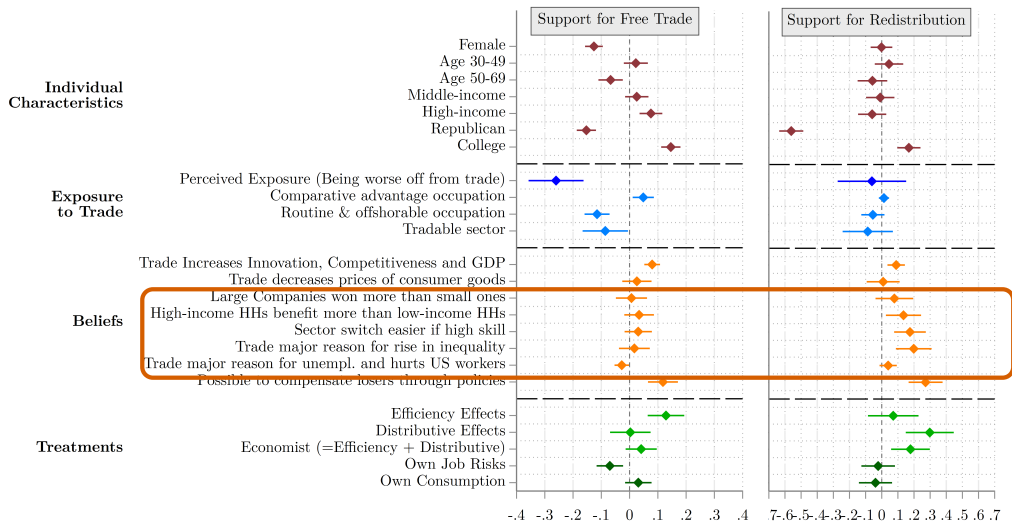 Support for Free Trade
Support for Redistribution
Individual
Characteristics
Female
Age 30-49
Age 50-69
Middle-income
High-income
Republican
College
Exposure
to Trade
Perceived Exposure (Being worse off from trade)
Comparative advantage occupation
Routine & offshorable occupation
Tradable sector
Beliefs
Trade Increases Innovation, Competitiveness and GDP
Trade decreases prices of consumer goods
Large Companies won more than small ones
High-income HHs benefit more than low-income HHs
Sector switch easier if high skill
Trade major reason for rise in inequality
Trade major reason for unempl. and hurts US workers
Possible to compensate losers through policies
Treatments
Efficiency Effects
Distributive Effects
Economist (=Efficiency + Distributive)
Own Job Risks
Own Consumption
-.4 -.3 -.2 -.1 0 .1 .2 .3 .4
.7-.6-.5-.4-.3-.2-.1 0 .1 .2 .3 .4 .5 .6 .7